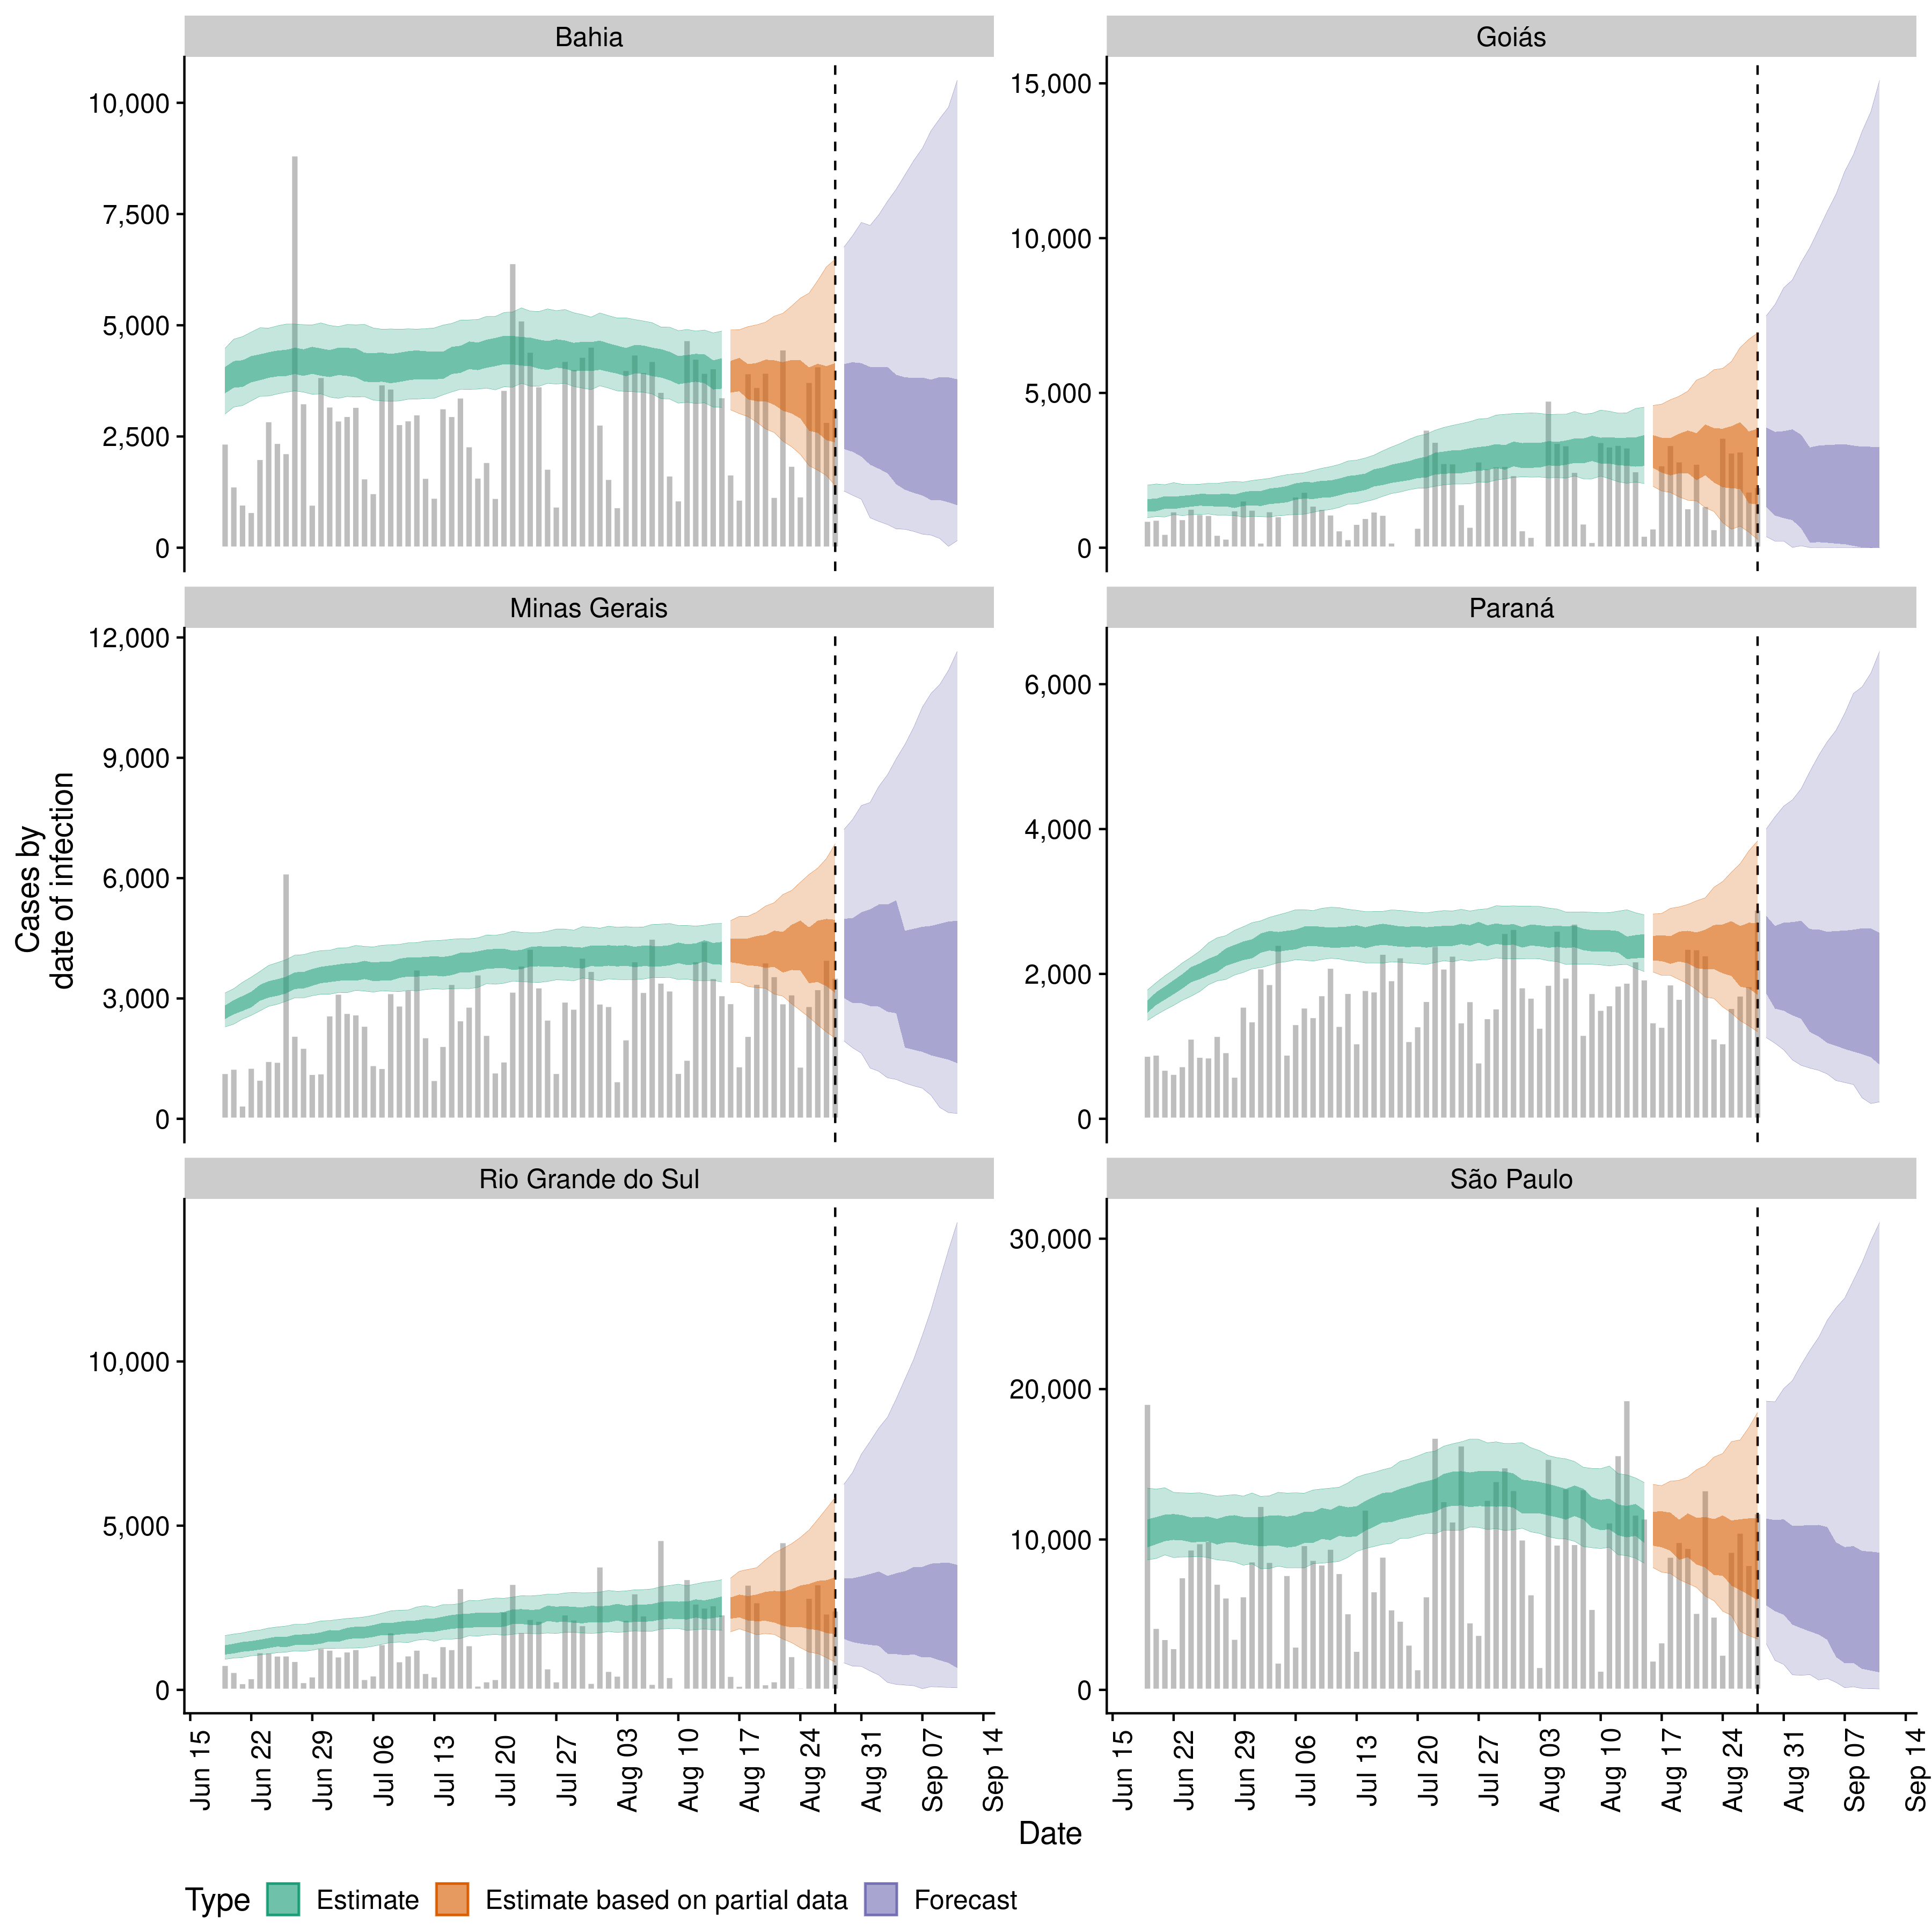 Bahia
Goiás
10,000
7,500
5,000
2,500
0
15,000
10,000
5,000
0
Minas Gerais
Paraná
12,000
9,000
6,000
3,000
0
6,000
4,000
2,000
0
Cases by
date of infection
Rio Grande do Sul
São Paulo
10,000
5,000
0
30,000
20,000
10,000
0
Jun 15
Jun 22
Jun 29
Jul 06
Jul 13
Jul 20
Jul 27
Aug 03
Aug 10
Aug 17
Aug 24
Aug 31
Sep 07
Sep 14
Jun 15
Jun 22
Jun 29
Jul 06
Jul 13
Jul 20
Jul 27
Aug 03
Aug 10
Aug 17
Aug 24
Aug 31
Sep 07
Sep 14
Date
Type Estimate Estimate based on partial data Forecast